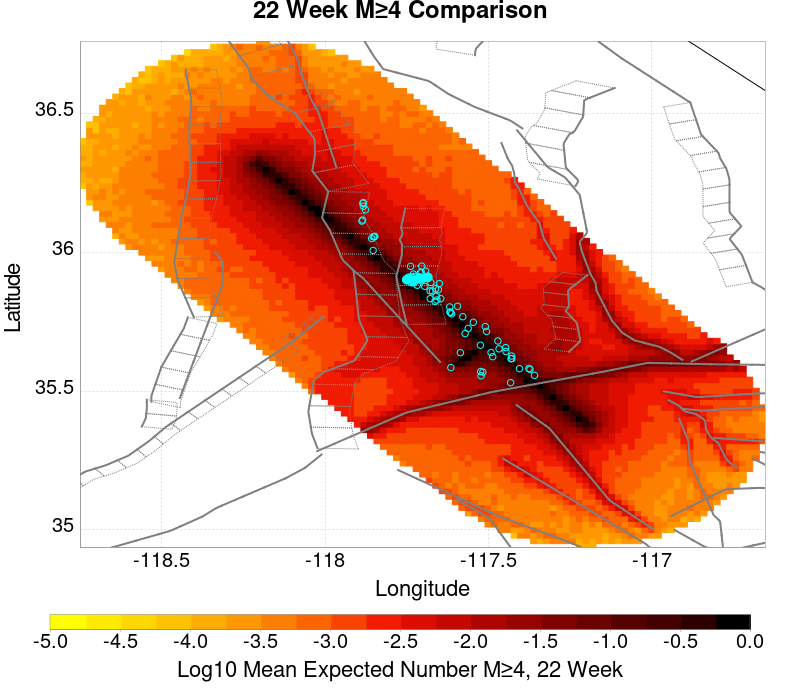 22 Week M≥4 Comparison
36.5
36
35.5
35
Latitude
-118.5 -118 -117.5 -117
Longitude
-5.0 -4.5 -4.0 -3.5 -3.0 -2.5 -2.0 -1.5 -1.0 -0.5 0.0
Log10 Mean Expected Number M≥4, 22 Week